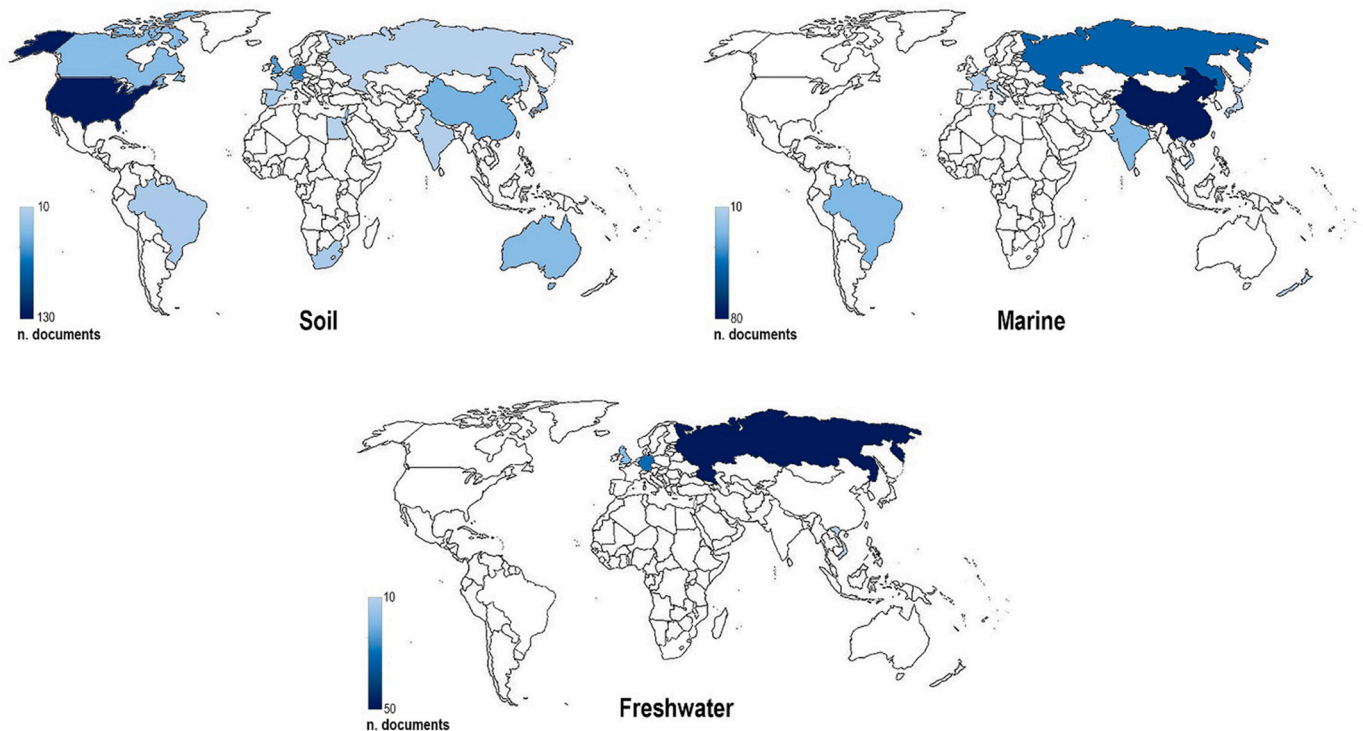 10
130
n. documents
Soil
10
80
n. documents
Marine
10
50
n. documents
Freshwater